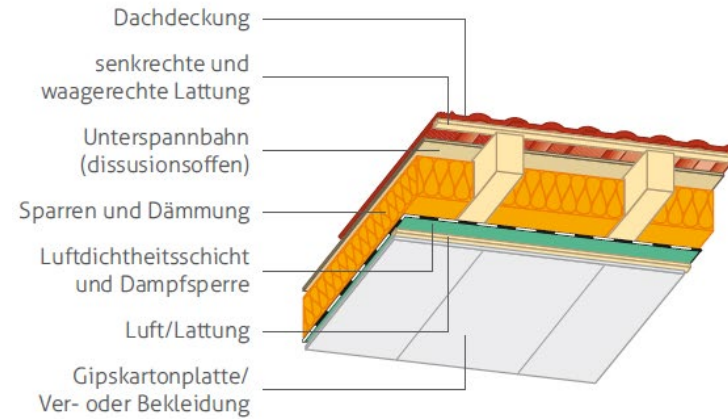 Dachdeckung
senkrechte und
waagerechte Lattung
Unterspannbahn
(dissusionsoffen)
Sparren und Dämmung
Luftdichtheitsschicht
und Dampfsperre
Luft/Lattung
Gipskartonplatte/
Ver- oder Bekleidung